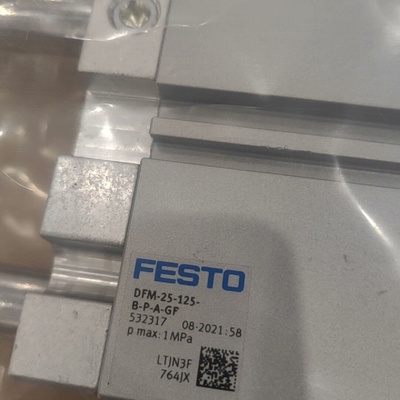 FESTO
DFM-25-125-
B-P-A-GF
532317 08-2021:58
p max: 1 MPa
LTJN3F
764JX